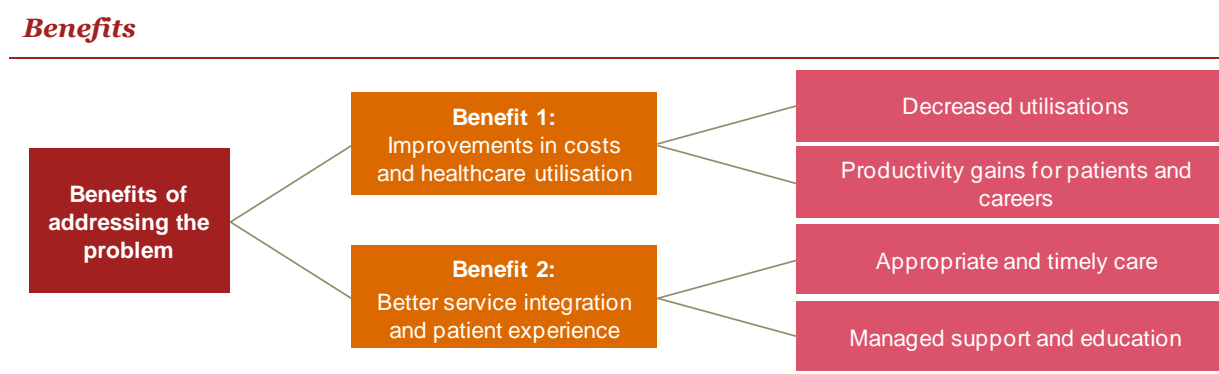 Benefits
Benefits of
addressing the
problem
Benefit 1:
Improvements in costs
and healthcare utilisation
Decreased utilisations
Productivity gains for patients and
careers
Benefit 2:
Better service integration
and patient experience
Appropriate and timely care
Managed support and education